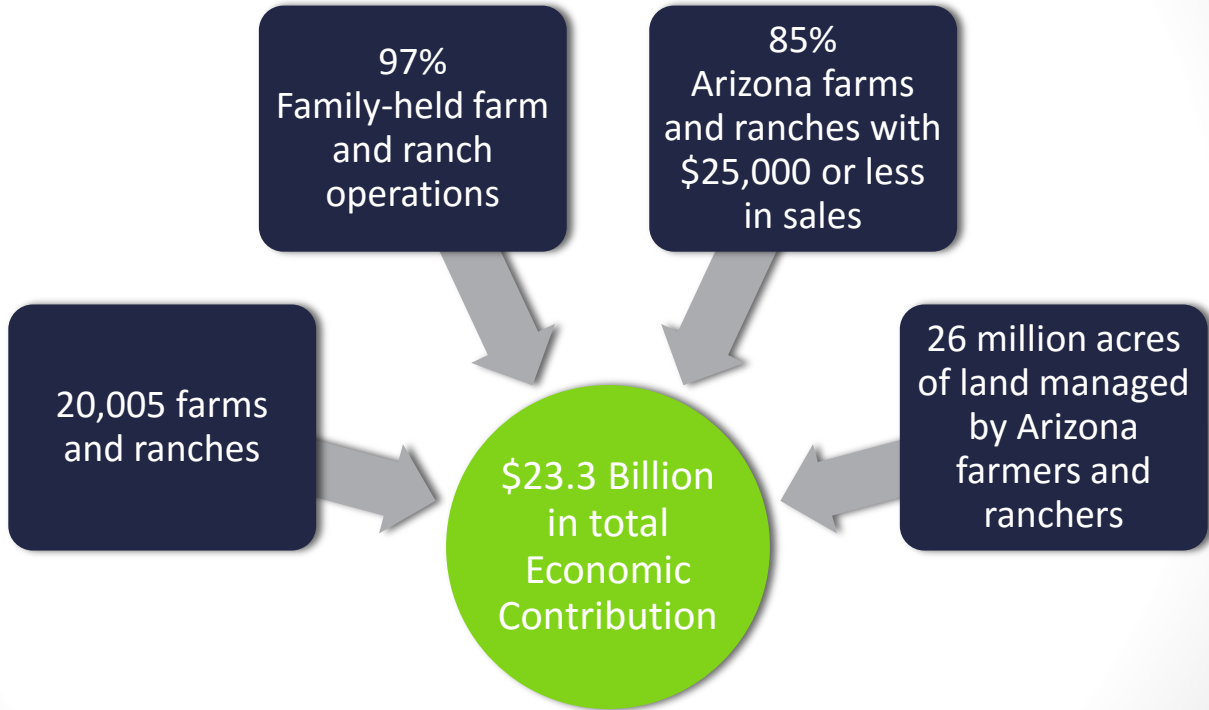 97%
Family-held farm
and ranch
operations
85%
Arizona farms
and ranches with
$25,000 or less
in sales
20,005 farms
and ranches
26 million acres
of land managed
by Arizona
farmers and
ranchers
$23.3 Billion
in total
Economic
Contribution